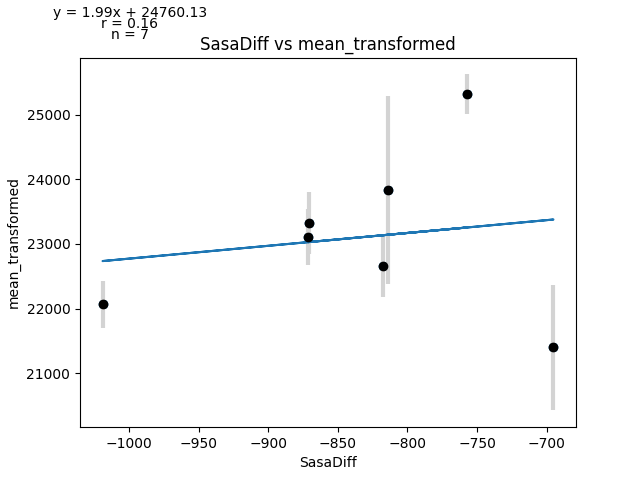 y = 1.99x + 24760.13
r = 0.16
n = 7
SasaDiff vs mean_transformed
25000
24000
23000
22000
21000
mean_transformed
−1000
−950
−900
−850
−800
−750
−700
SasaDiff